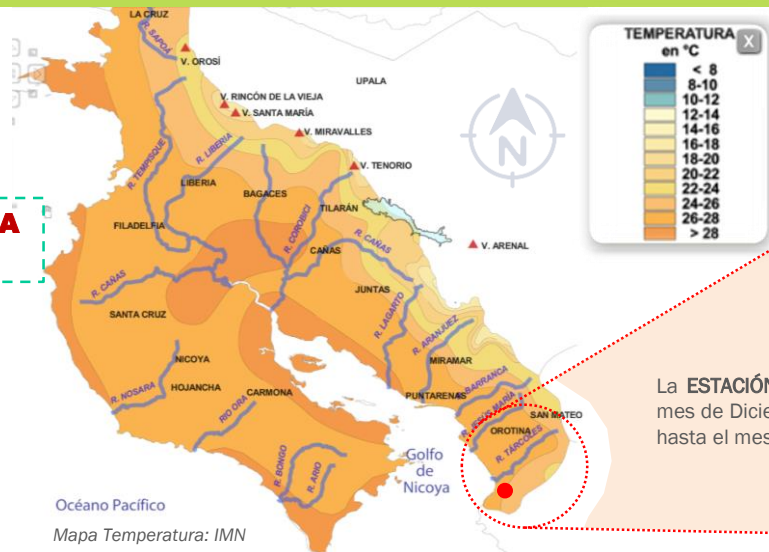 LA CRUZ
R. SAPOÁ
V. OROSÍ
UPALA
V. RINCÓN DE LA VIEJA
V. SANTA MARÍA
V. MIRAVALLES
V. TENORIO
R. TEMPISQUE
R. LIBERIA
LIBERIA
BAGACES
TILARÁN
R. COROBICÍ
FILADELFIA
CAÑAS
R. CAÑAS
V. ARENAL
A
R. CAÑAS
JUNTAS
SANTA CRUZ
R. LAGARTO
R. ARANJUEZ
NICOYA
MIRAMAR
HOJANCHA
R. NOSARA
CARMONA
PUNTARENAS
BARRANCA
RIO ORA
R. JESÚS MARÍA
SAN MATEO
OROTINA
R. TÁRCOLES
R. BONGO
R. ARIO
Golfo
de
Nicoya
Océano Pacífico
Mapa Temperatura: IMN
N
TEMPERATURA X
en °C
< 8
8-10
10-12
12-14
14-16
16-18
18-20
20-22
22-24
24-26
26-28
> 28
La ESTACIÓN
mes de Dicie
hasta el mes